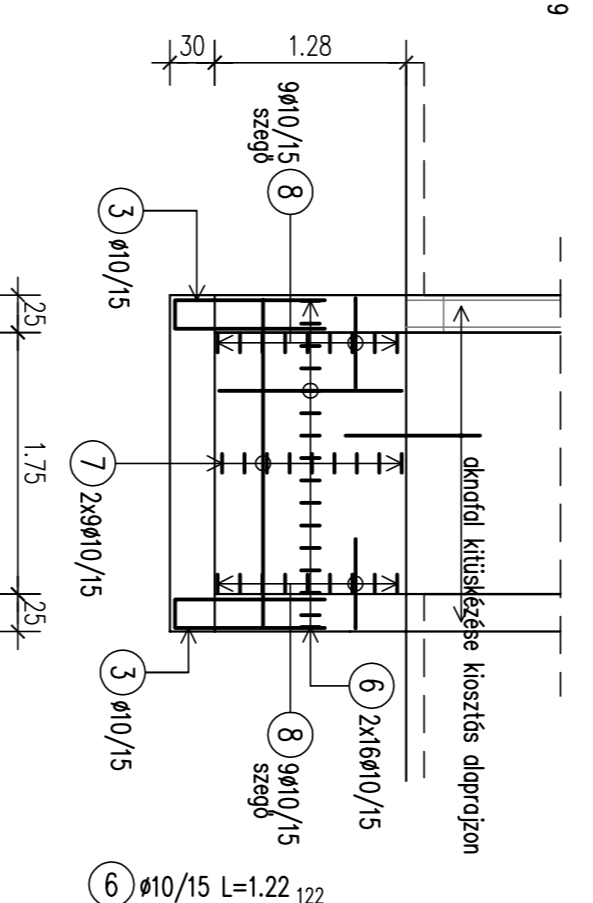 9
30
1.28
9ø10/15
szegő
8
3
ø10/15
25
1.75
25
7
2x9ø10/15
aknafal kitüskézése kiosztás alaprajzon
6
2x16ø10/15
3
ø10/15
8
9ø10/15
szegő
6 ø10/15 L=1.22 122